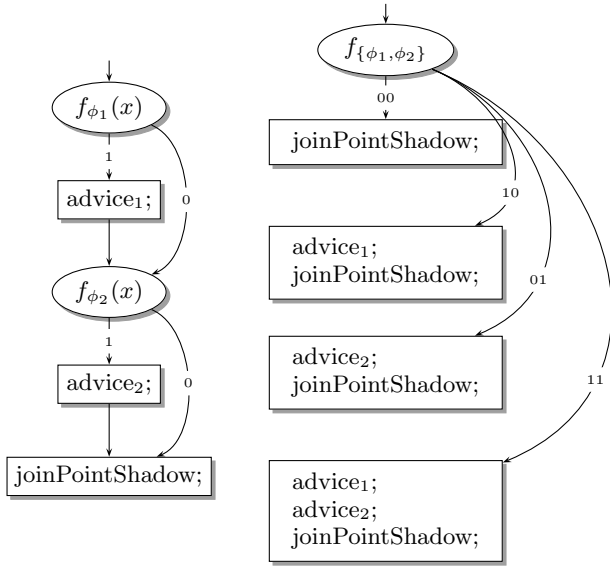 f_{ϕ₁}(x)
1
advice₁;
0
f_{ϕ₂}(x)
1
advice₂;
0
joinPointShadow;
f_{{ϕ₁,ϕ₂}}
00
joinPointShadow;
10
advice₁;
joinPointShadow;
01
advice₂;
joinPointShadow;
11
advice₁;
advice₂;
joinPointShadow;